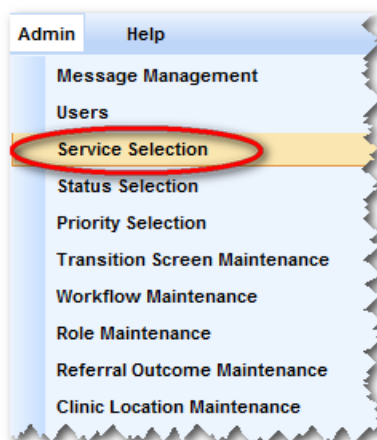 Admin Help
Message Management
Users
Service Selection
Status Selection
Priority Selection
Transition Screen Maintenance
Workflow Maintenance
Role Maintenance
Referral Outcome Maintenance
Clinic Location Maintenance